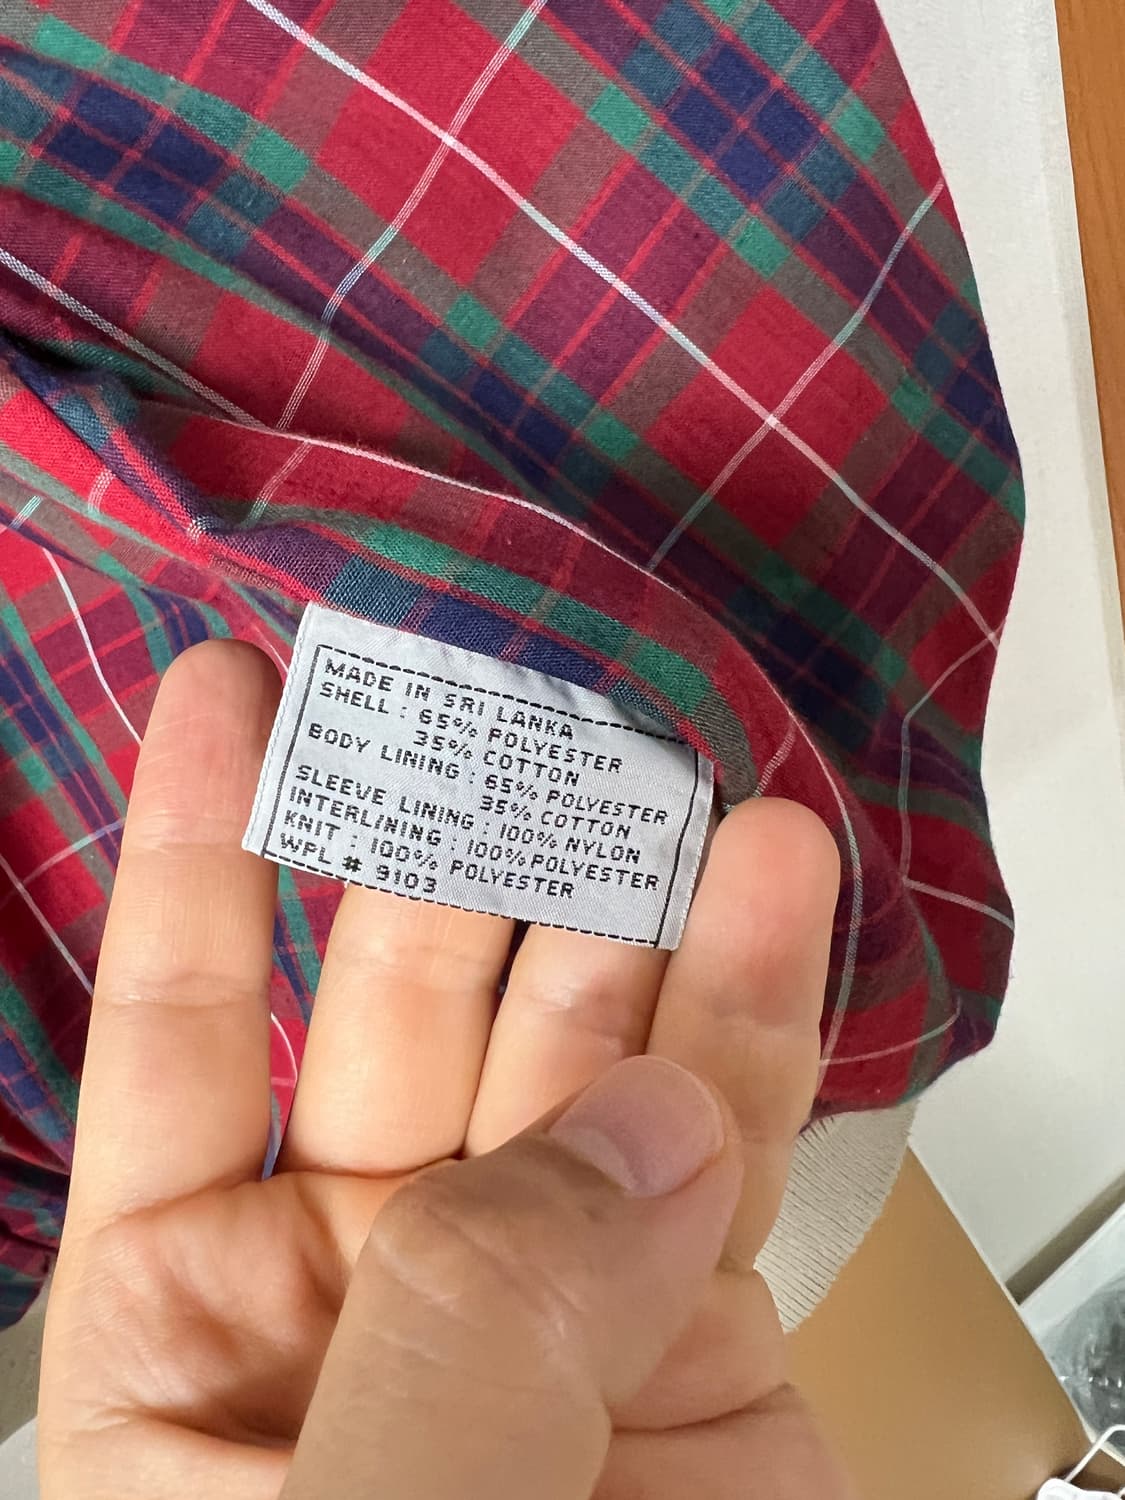 MADE IN SRI LANKA
SHELL : 65% POLYESTER
35% COTTON
BODY LINING : 65% POLYESTER
35% COTTON
SLEEVE LINING : 100% NYLON
INTERLINING : 100% POLYESTER
KNIT : 100% POLYESTER
WPL # 9103